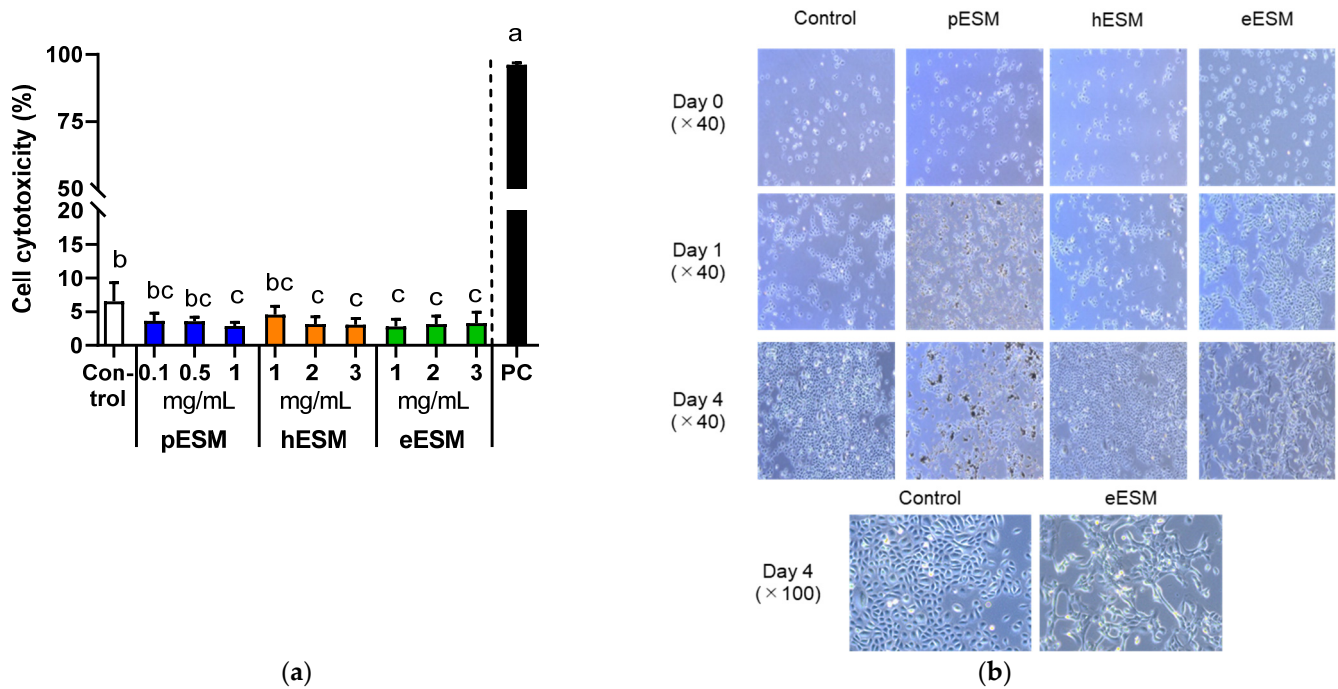 Cell cytotoxicity (%)
100
75
50
20
15
10
5
0
a
b
bc
bc
c
bc
c
c
c
c
c
Con-
trol
0.1 0.5 1 1 2 3 1 2 3 PC
mg/mL mg/mL mg/mL
pESM hESM eESM
(a)
Control pESM hESM eESM
Day 0
(×40)
Day 1
(×40)
Day 4
(×40)
Control eESM
Day 4
(×100)
(b)